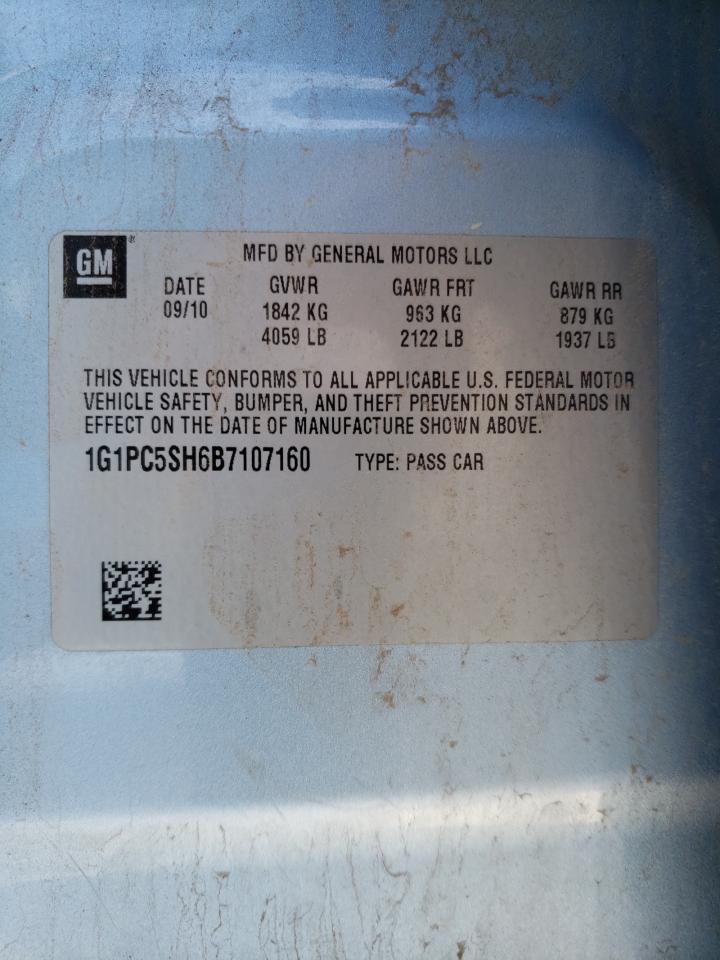 GM®
MFD BY GENERAL MOTORS LLC
DATE GVWR GAWR FRT GAWR RR
09/10 1842 KG 963 KG 879 KG
4059 LB 2122 LB 1937 LB
THIS VEHICLE CONFORMS TO ALL APPLICABLE U.S. FEDERAL MOTOR
VEHICLE SAFETY, BUMPER, AND THEFT PREVENTION STANDARDS IN
EFFECT ON THE DATE OF MANUFACTURE SHOWN ABOVE.
1G1PC5SH6B7107160 TYPE: PASS CAR